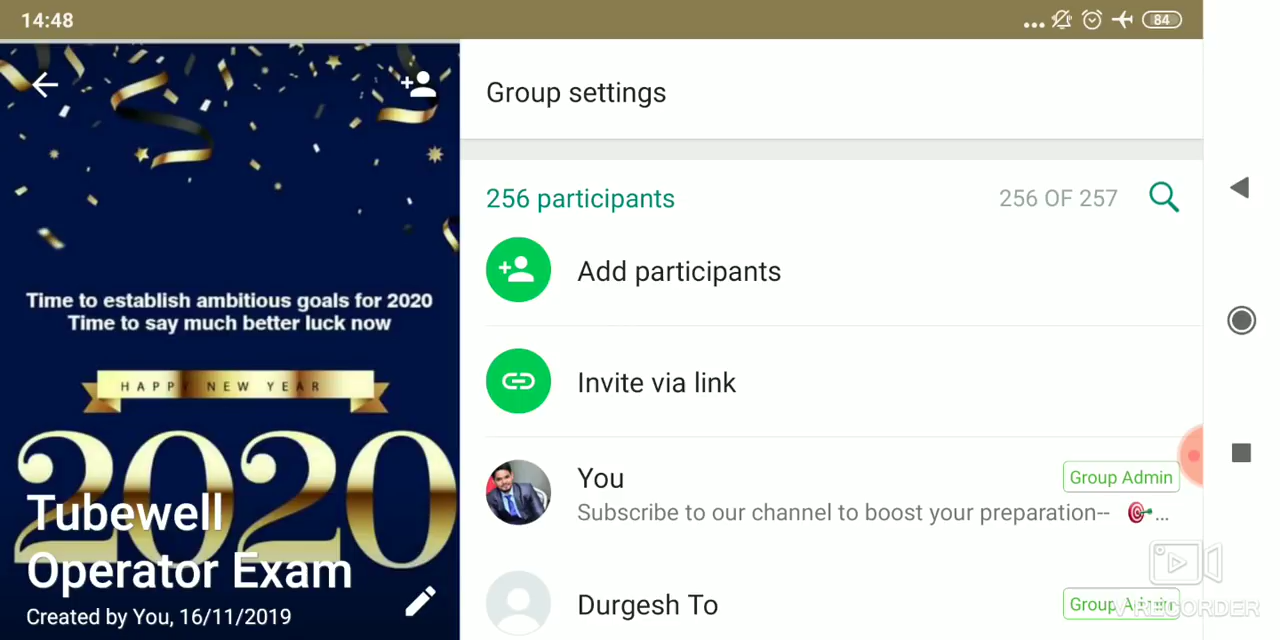 14:48
84
Group settings
256 participants
256 OF 257
Add participants
Time to establish ambitious goals for 2020
Time to say much better luck now
HAPPY NEW YEAR
2020
Invite via link
You
Group Admin
Subscribe to our channel to boost your preparation-- 🎯...
Tubewell
Operator Exam
Created by You, 16/11/2019
Durgesh To
Group Admin
V RECORDER